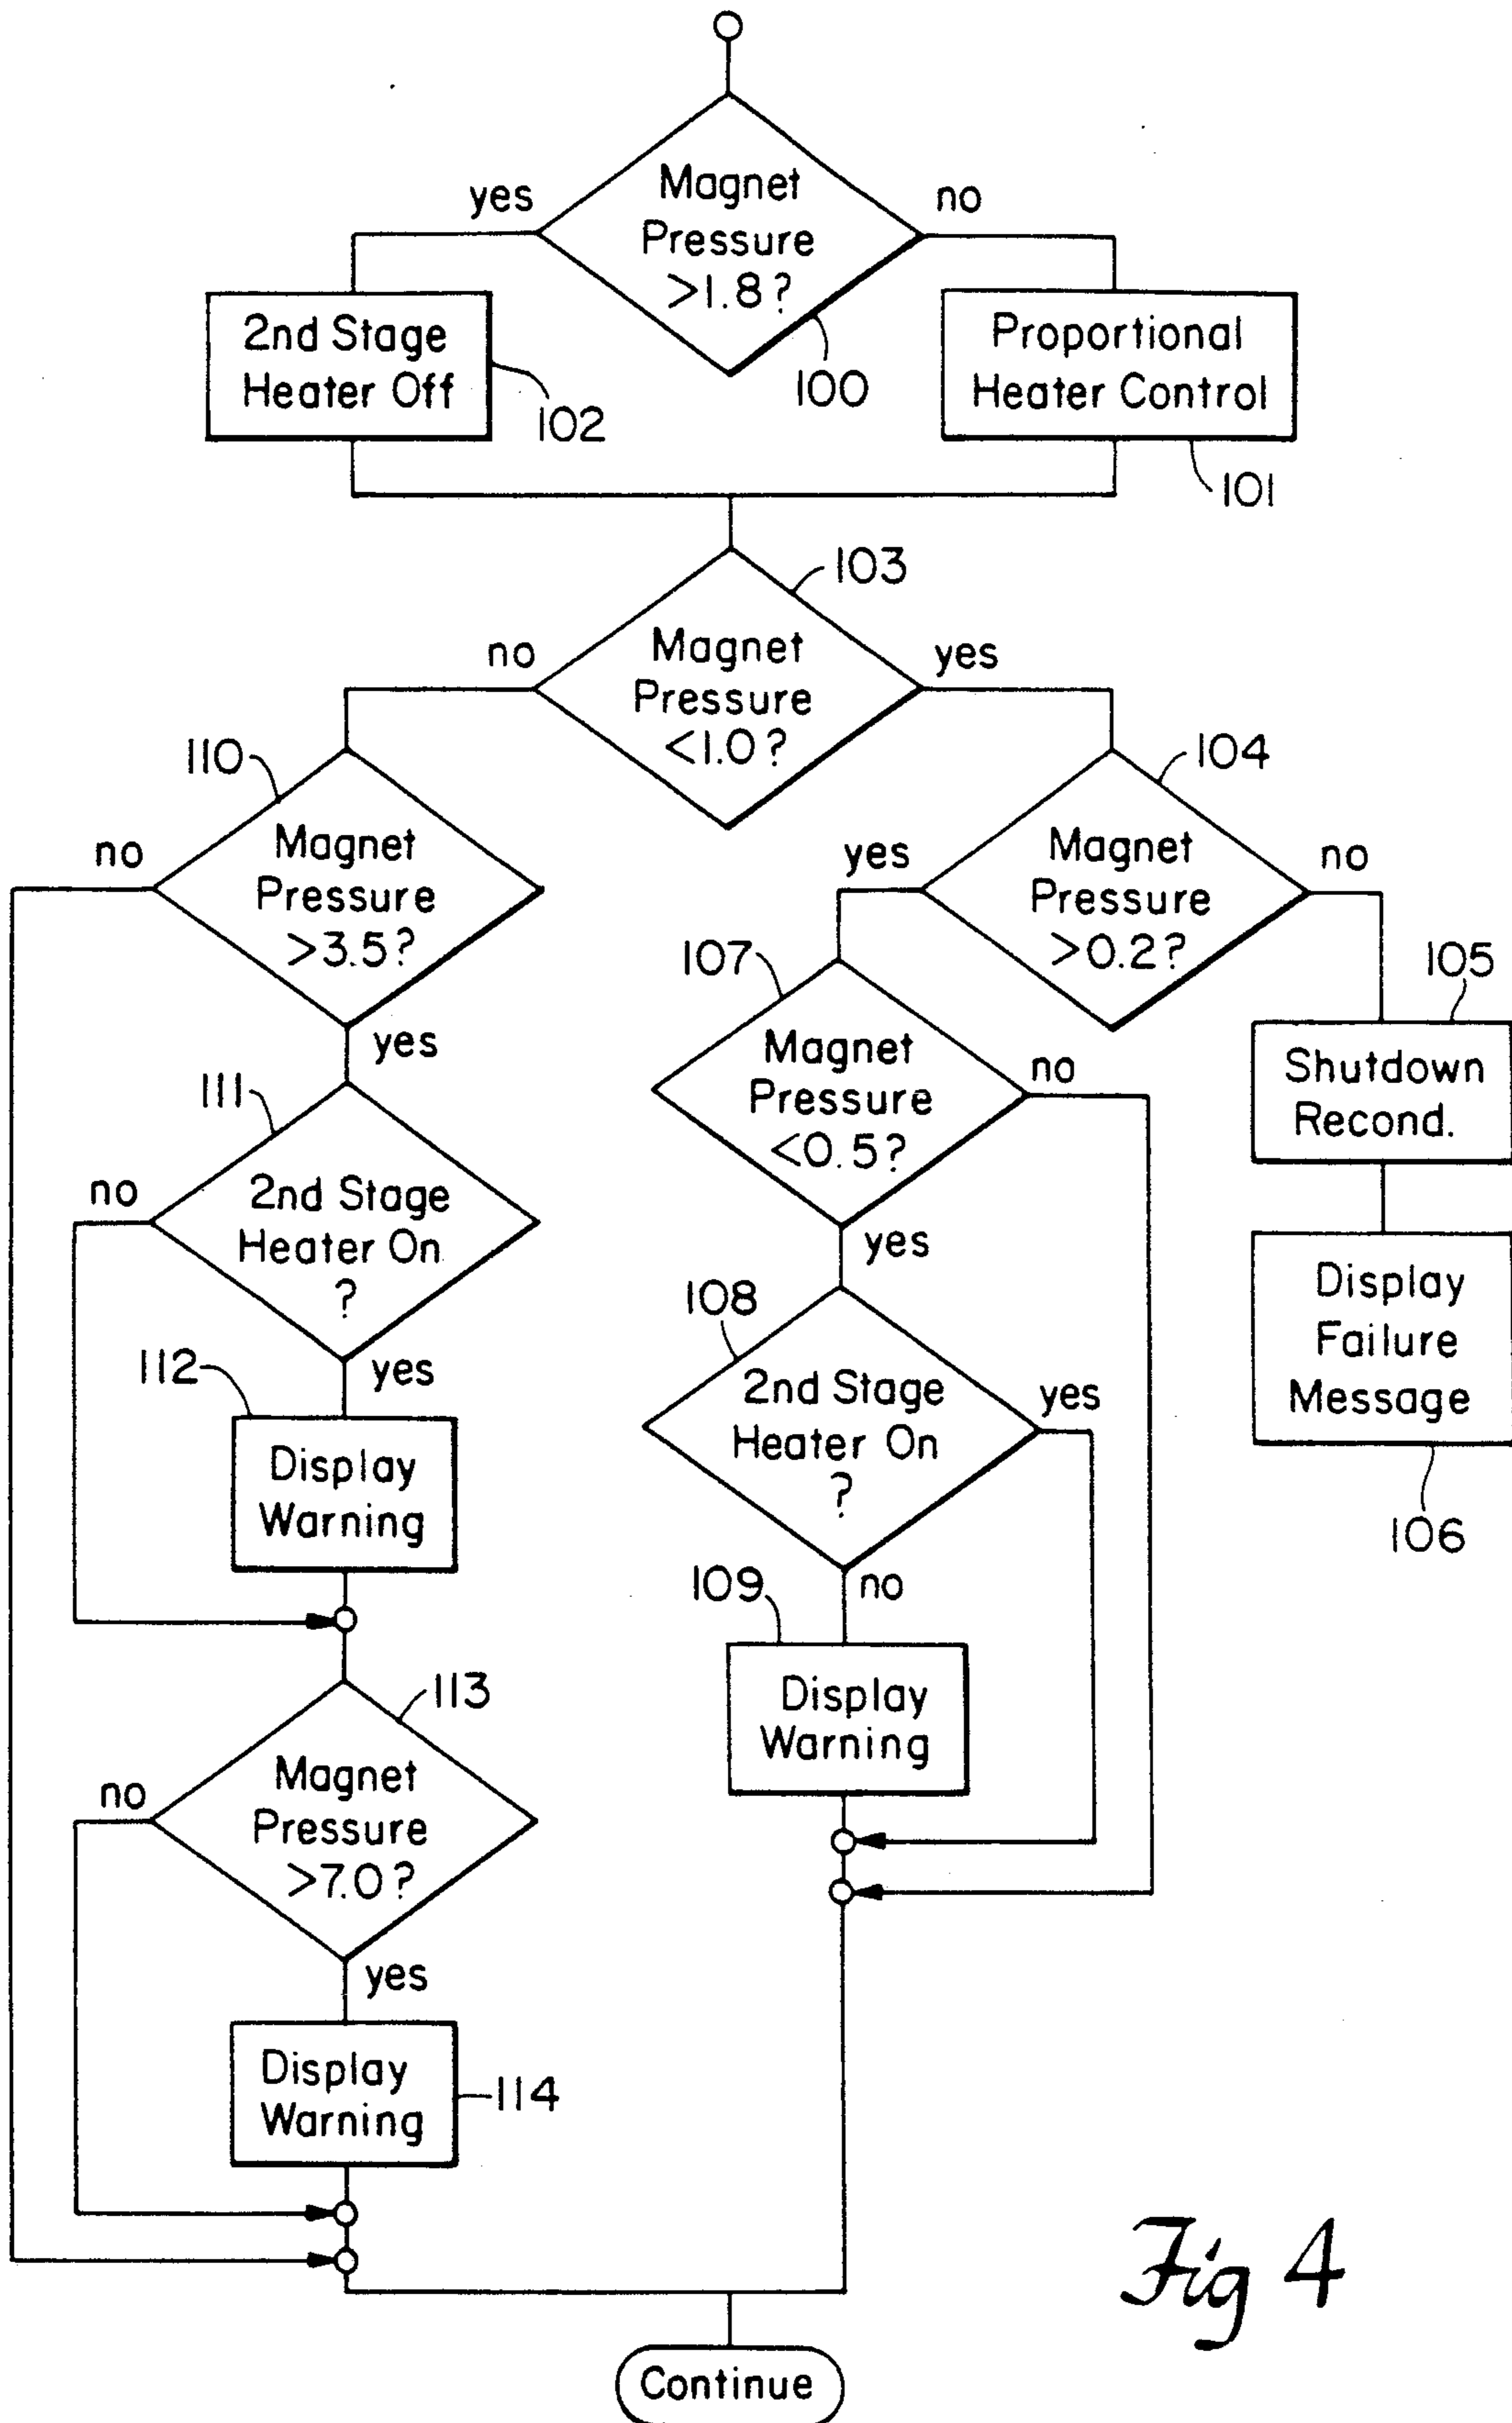 yes
Magnet
Pressure
>1.8?
no
100
2nd Stage
Heater Off
102
Proportional
Heater Control
101
103
no
Magnet
Pressure
<1.0?
yes
110
no
Magnet
Pressure
>3.5?
yes
104
yes
Magnet
Pressure
>0.2?
no
107
Magnet
Pressure
<0.5?
no
yes
105
Shutdown
Recond.
Display
Failure
Message
106
111
no
2nd Stage
Heater On
?
yes
108
2nd Stage
Heater On
?
yes
no
112
Display
Warning
109
Display
Warning
113
no
Magnet
Pressure
>7.0?
yes
Display
Warning
114
Continue
Fig 4